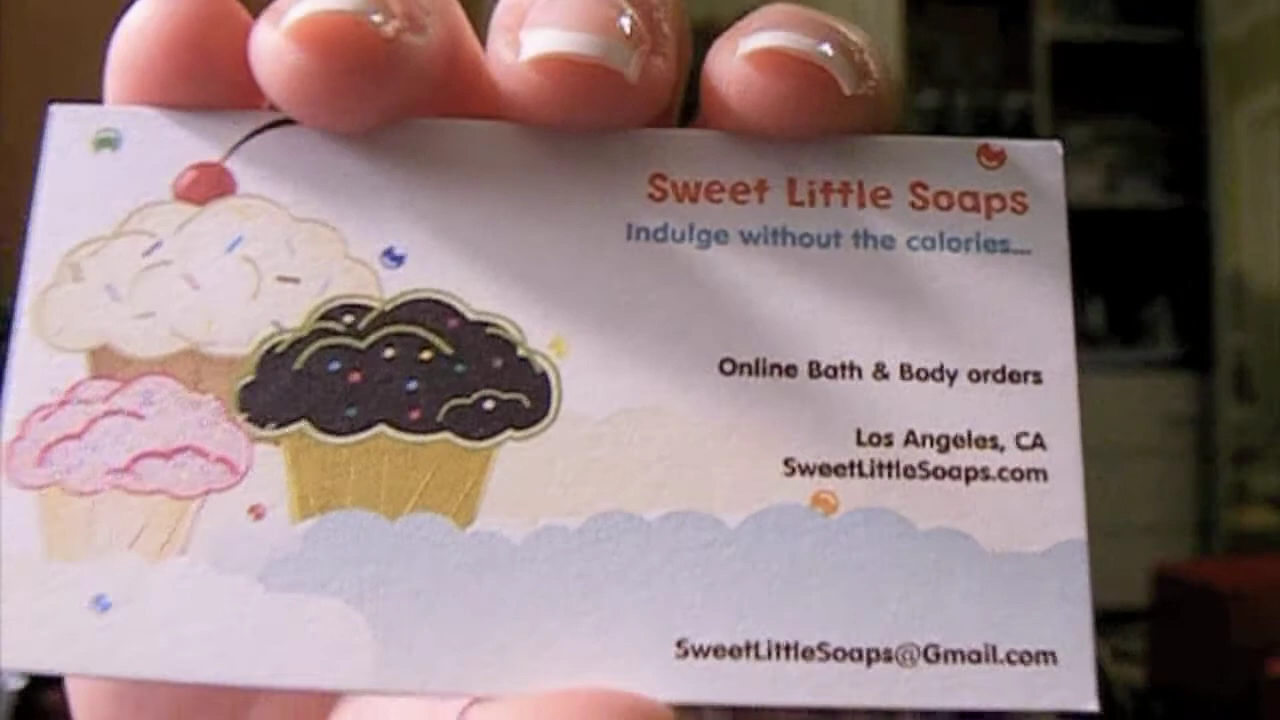 Sweet Little Soaps
Indulge without the calories...
Online Bath & Body orders
Los Angeles, CA
SweetLittleSoaps.com
SweetLittleSoaps@Gmail.com